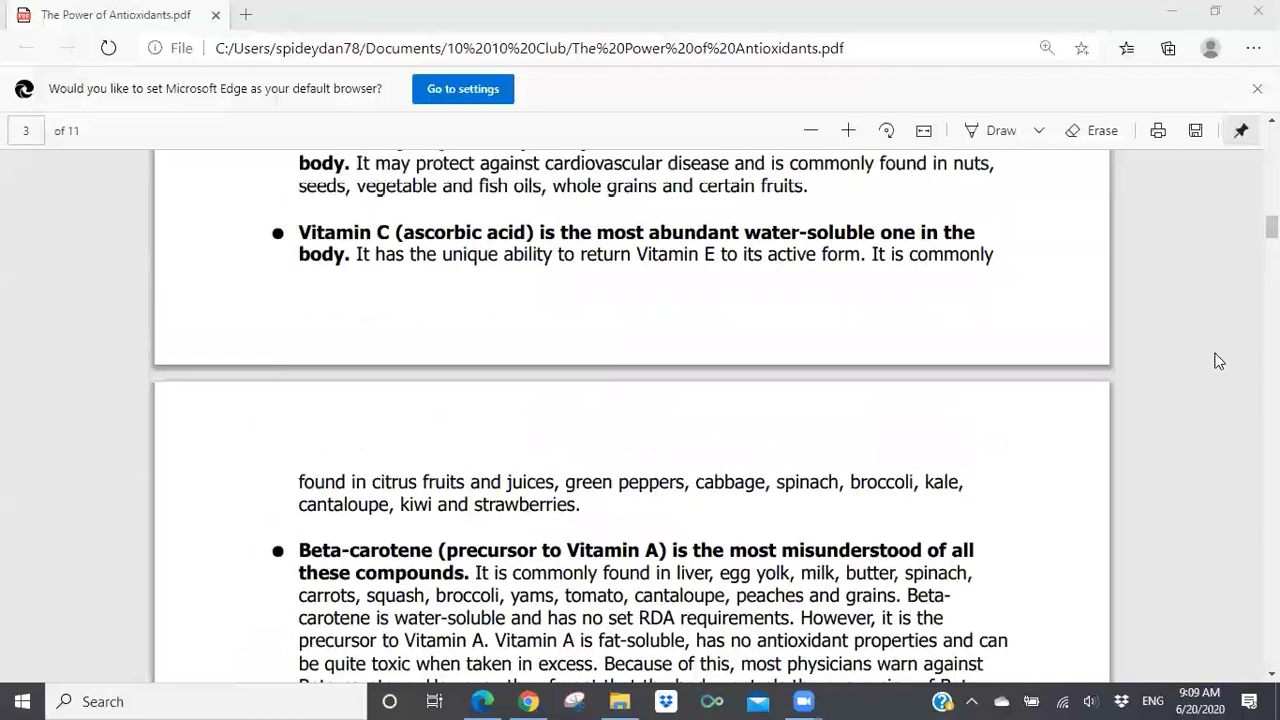 The Power of Antioxidants.pdf
File
C:/Users/spideydan78/Documents/10%2010%20Club/The%20Power%20of%20Antioxidants.pdf
Would you like to set Microsoft Edge as your default browser?
Go to settings
3
of 11
Draw
Erase
body. It may protect against cardiovascular disease and is commonly found in nuts,
seeds, vegetable and fish oils, whole grains and certain fruits.
● Vitamin C (ascorbic acid) is the most abundant water-soluble one in the
body. It has the unique ability to return Vitamin E to its active form. It is commonly
found in citrus fruits and juices, green peppers, cabbage, spinach, broccoli, kale,
cantaloupe, kiwi and strawberries.
● Beta-carotene (precursor to Vitamin A) is the most misunderstood of all
these compounds. It is commonly found in liver, egg yolk, milk, butter, spinach,
carrots, squash, broccoli, yams, tomato, cantaloupe, peaches and grains. Beta-
carotene is water-soluble and has no set RDA requirements. However, it is the
precursor to Vitamin A. Vitamin A is fat-soluble, has no antioxidant properties and can
be quite toxic when taken in excess. Because of this, most physicians warn against
Search
ENG
9:09 AM
6/20/2020